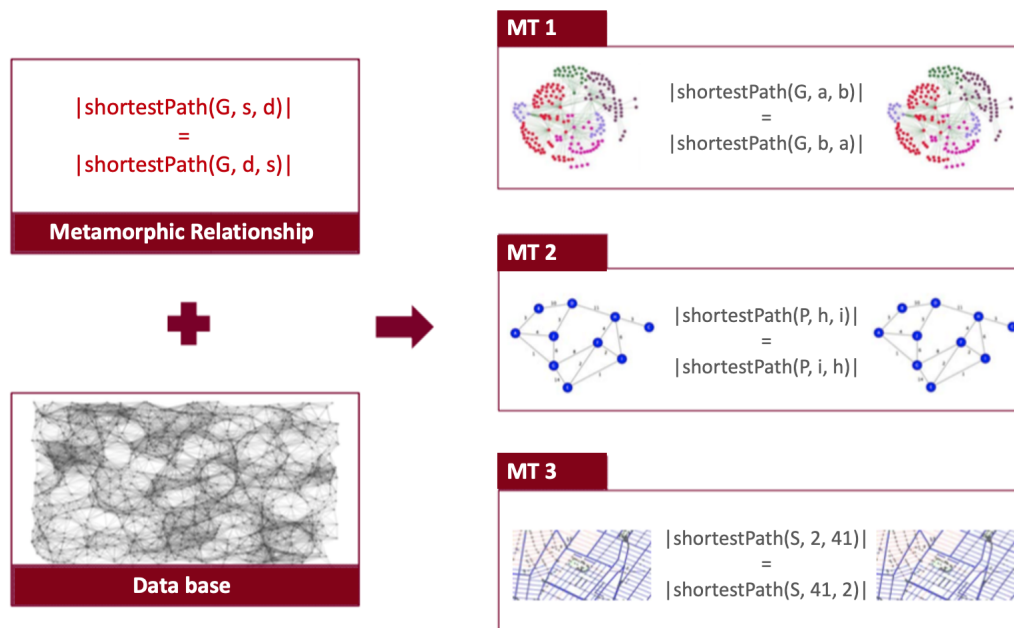 |shortestPath(G, s, d)|
=
|shortestPath(G, d, s)|
Metamorphic Relationship
Data base
MT 1
|shortestPath(G, a, b)|
=
|shortestPath(G, b, a)|
MT 2
|shortestPath(P, h, i)|
=
|shortestPath(P, i, h)|
MT 3
|shortestPath(S, 2, 41)|
=
|shortestPath(S, 41, 2)|